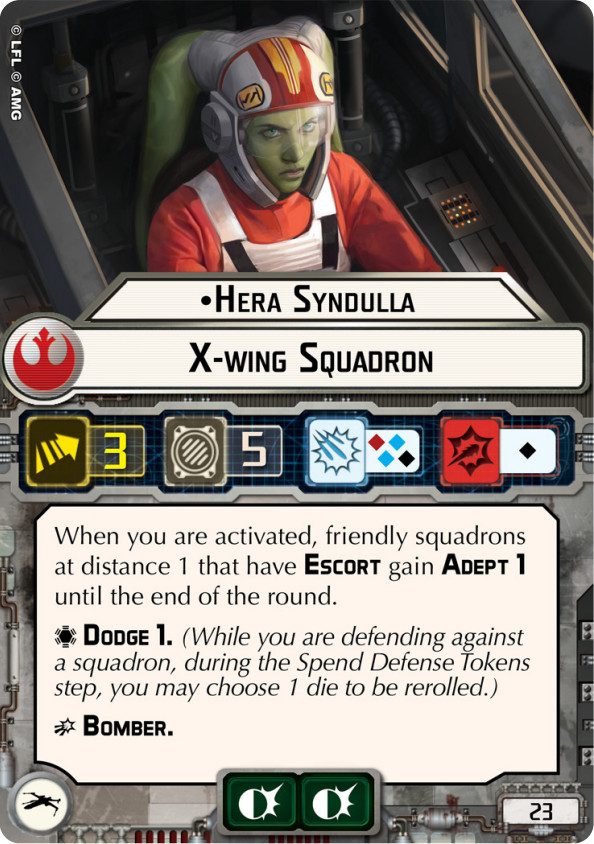 © LFL © AMG
•Hera Syndulla
X-wing Squadron
3 5
When you are activated, friendly squadrons
at distance 1 that have Escort gain Adept 1
until the end of the round.
Dodge 1. (While you are defending against
a squadron, during the Spend Defense Tokens
step, you may choose 1 die to be rerolled.)
Bomber.
23